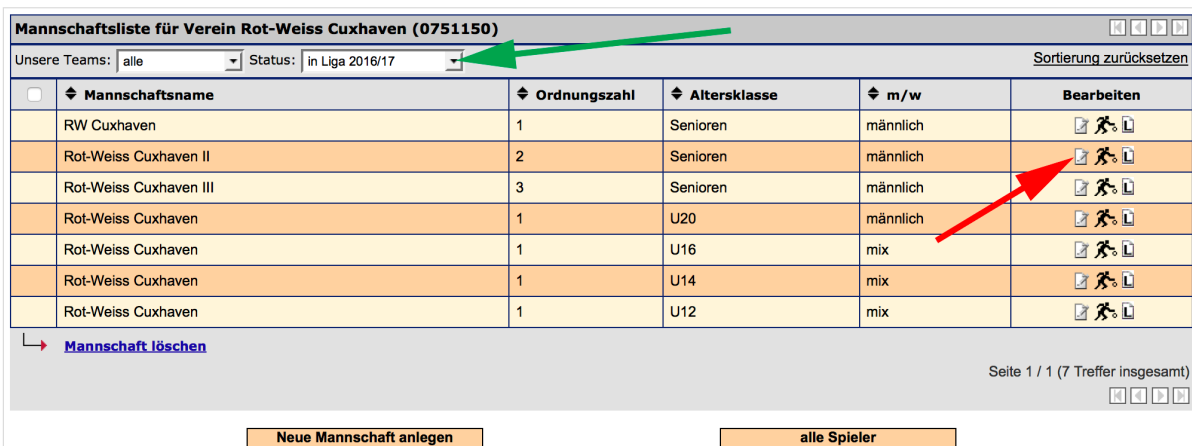 Mannschaftsliste für Verein Rot-Weiss Cuxhaven (0751150)
Unsere Teams: alle Status: in Liga 2016/17 Sortierung zurücksetzen
Mannschaftsname Ordnungszahl Altersklasse m/w Bearbeiten
RW Cuxhaven 1 Senioren männlich L
Rot-Weiss Cuxhaven II 2 Senioren männlich L
Rot-Weiss Cuxhaven III 3 Senioren männlich L
Rot-Weiss Cuxhaven 1 U20 männlich L
Rot-Weiss Cuxhaven 1 U16 mix L
Rot-Weiss Cuxhaven 1 U14 mix L
Rot-Weiss Cuxhaven 1 U12 mix L
Mannschaft löschen
Seite 1 / 1 (7 Treffer insgesamt)
Neue Mannschaft anlegen alle Spieler